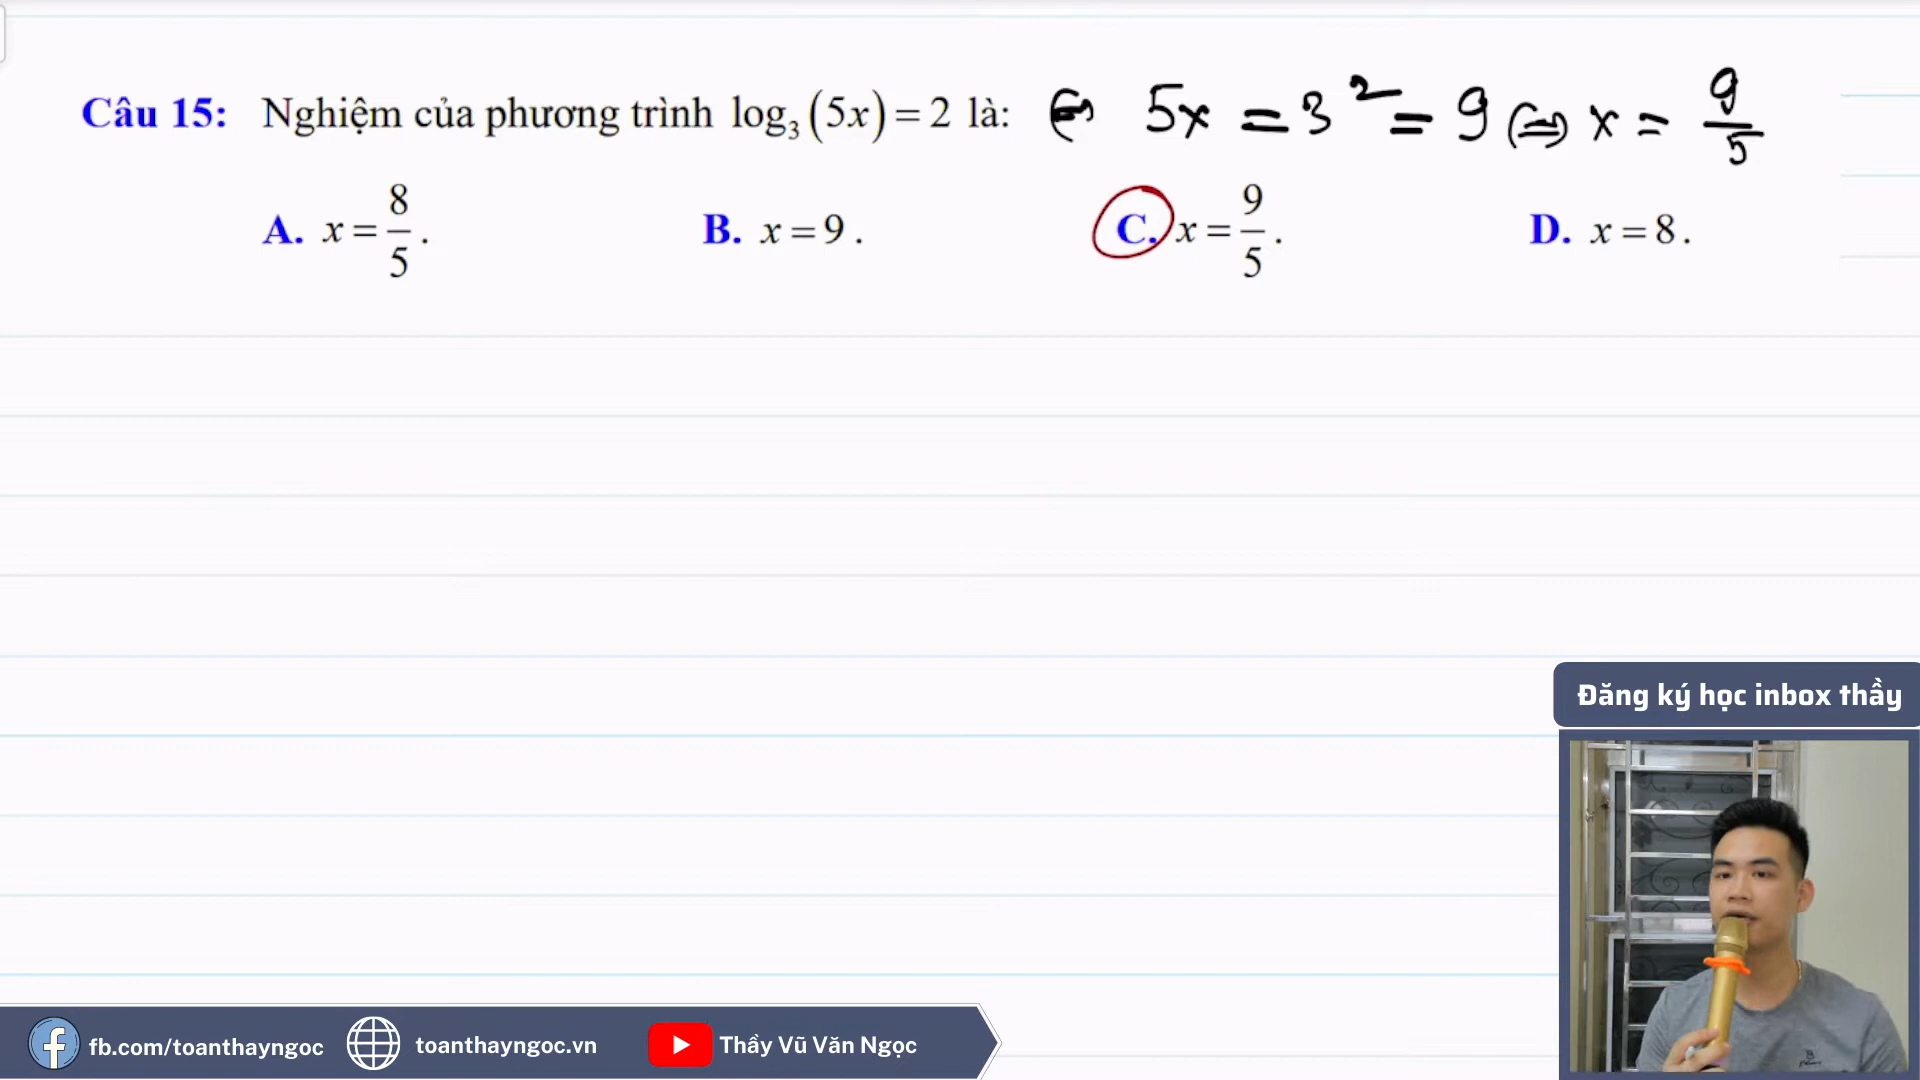 Câu 15: Nghiệm của phương trình log₃(5x) = 2 là: ⇔ 5x = 3² = 9 ⇔ x = 9/5
A. x = 8/5. B. x = 9. C. x = 9/5. D. x = 8.
Đăng ký học inbox thầy
fb.com/toanthayngoc toanthayngoc.vn Thầy Vũ Văn Ngọc